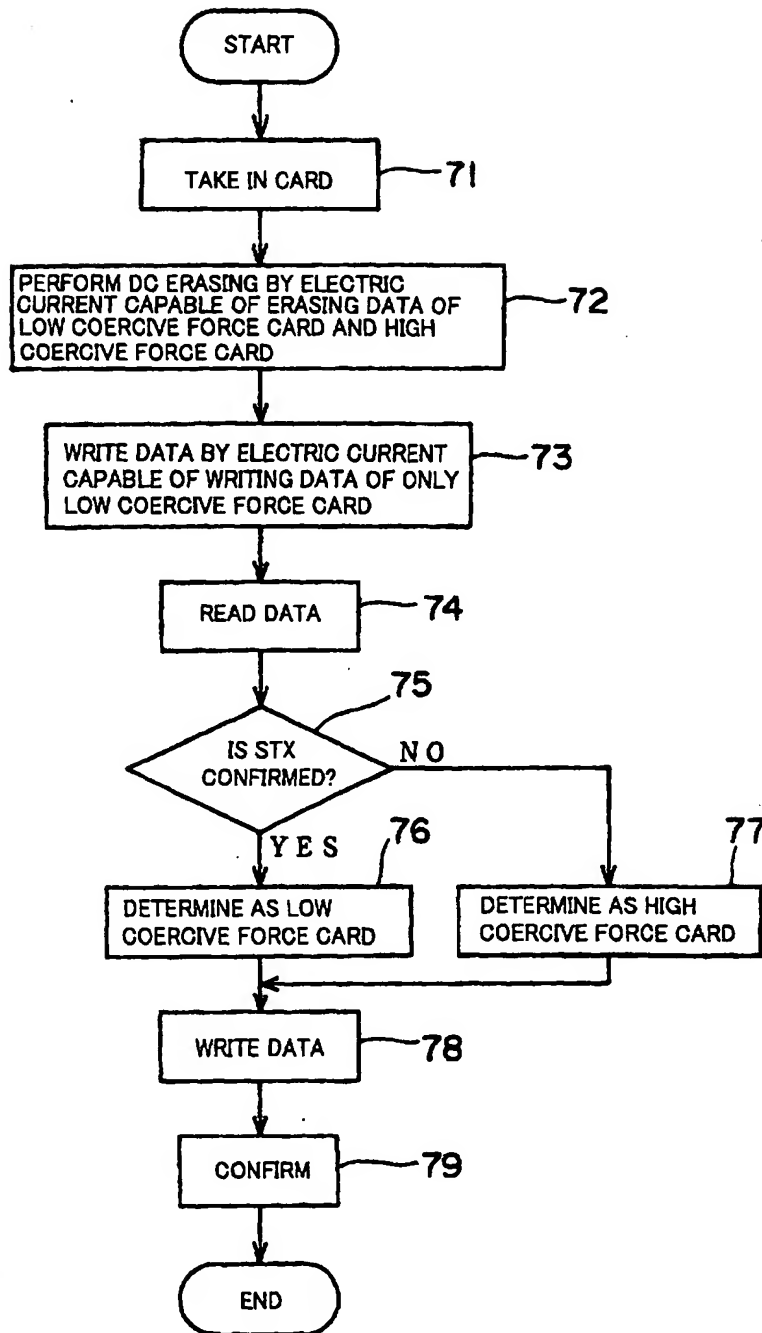 START
TAKE IN CARD
71
PERFORM DC ERASING BY ELECTRIC
CURRENT CAPABLE OF ERASING DATA OF
LOW COERCIVE FORCE CARD AND HIGH
COERCIVE FORCE CARD
72
WRITE DATA BY ELECTRIC CURRENT
CAPABLE OF WRITING DATA OF ONLY
LOW COERCIVE FORCE CARD
73
READ DATA
74
75
IS STX
CONFIRMED?
NO
YES
76
77
DETERMINE AS LOW
COERCIVE FORCE CARD
DETERMINE AS HIGH
COERCIVE FORCE CARD
WRITE DATA
78
CONFIRM
79
END